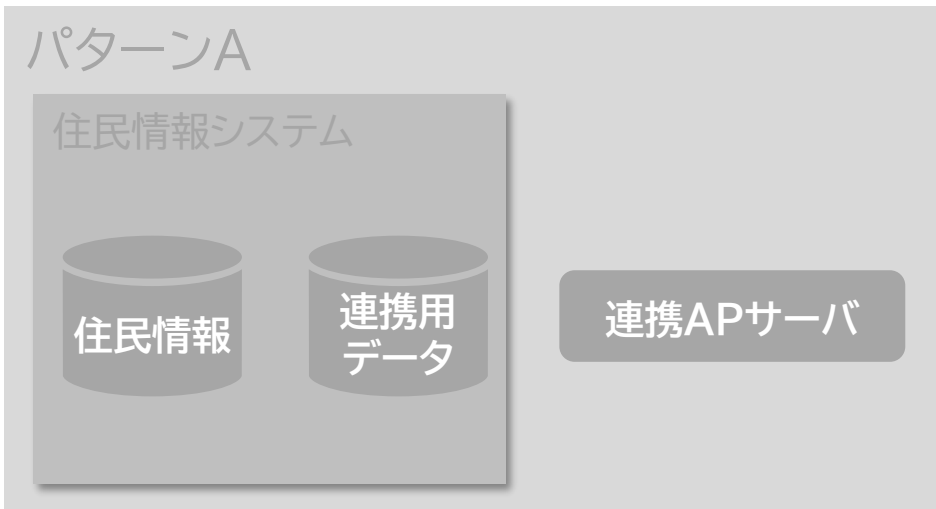 パターンA
住民情報システム
住民情報
連携用
データ
連携APサーバ